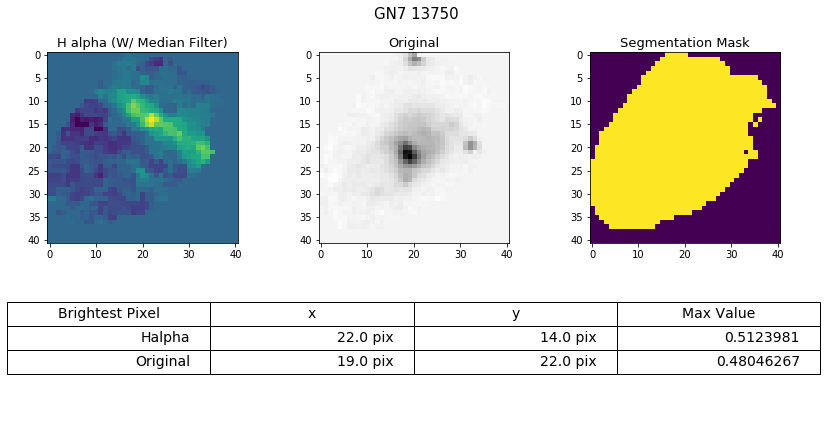 GN7 13750
H alpha (W/ Median Filter)
Original
Segmentation Mask
0
5
10
15
20
25
30
35
40
0 10 20 30 40
0
5
10
15
20
25
30
35
40
0 10 20 30 40
0
5
10
15
20
25
30
35
40
0 10 20 30 40
Brightest Pixel x y Max Value
Halpha 22.0 pix 14.0 pix 0.5123981
Original 19.0 pix 22.0 pix 0.48046267